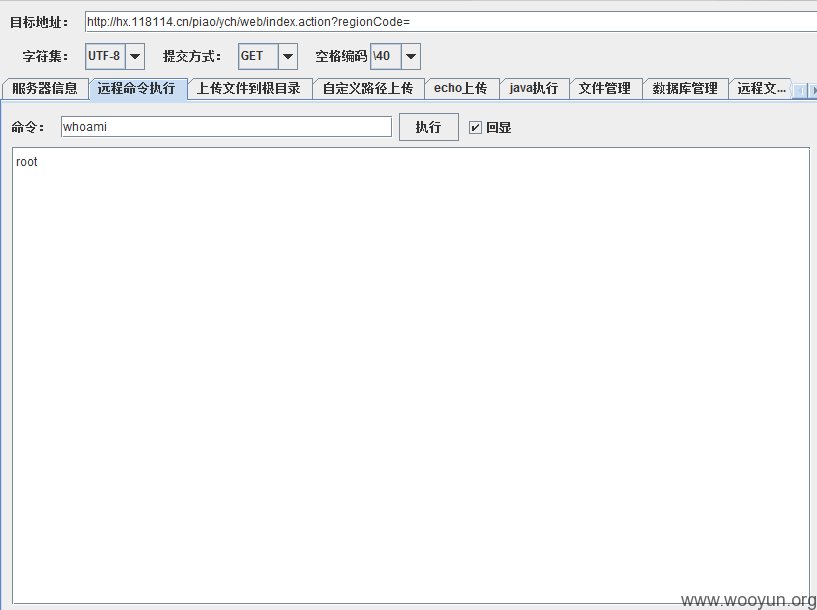 目标地址： http://hx.118114.cn/piao/ych/web/index.action?regionCode=
字符集： UTF-8 提交方式： GET 空格编码 \40
服务器信息 远程命令执行 上传文件到根目录 自定义路径上传 echo上传 java执行 文件管理 数据库管理 远程文...
命令： whoami 执行 回显
root
www.wooyun.org